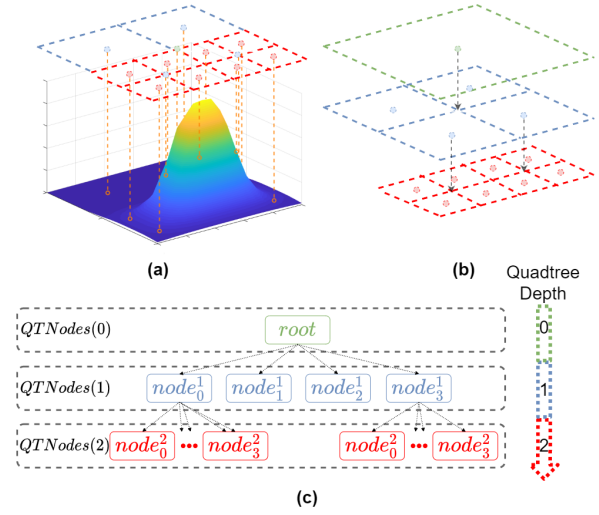 (a)
(b)
Quadtree
Depth
QTNodes(0)
root
0
QTNodes(1)
node_0^1
node_1^1
node_2^1
node_3^1
1
QTNodes(2)
node_0^2 ••• node_3^2
node_0^2 ••• node_3^2
2
(c)